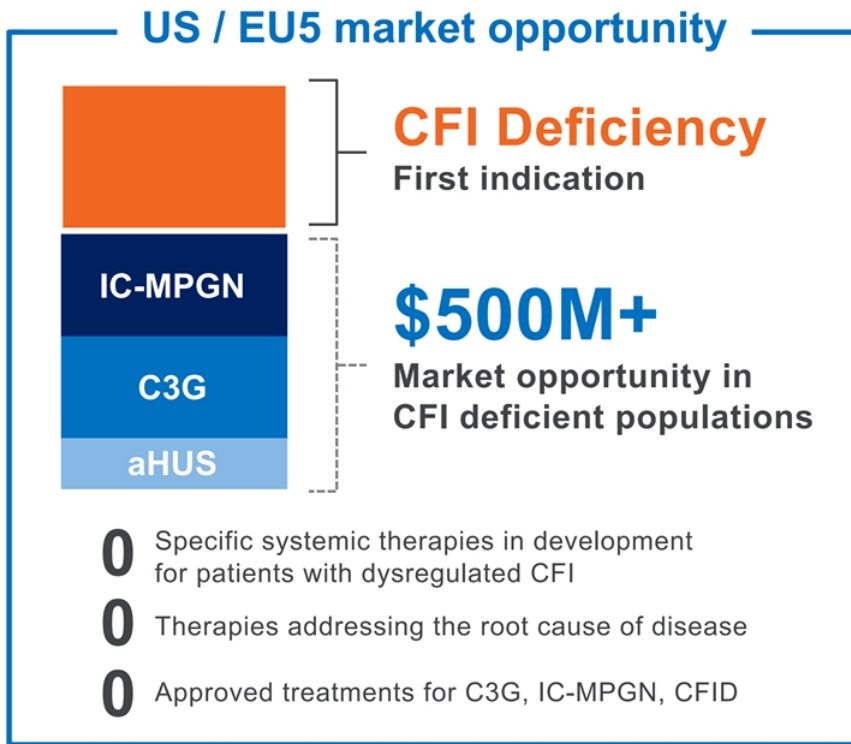 US / EU5 market opportunity
CFI Deficiency
First indication
IC-MPGN
C3G
aHUS
$500M+
Market opportunity in
CFI deficient populations
0 Specific systemic therapies in development
for patients with dysregulated CFI
0 Therapies addressing the root cause of disease
0 Approved treatments for C3G, IC-MPGN, CFID